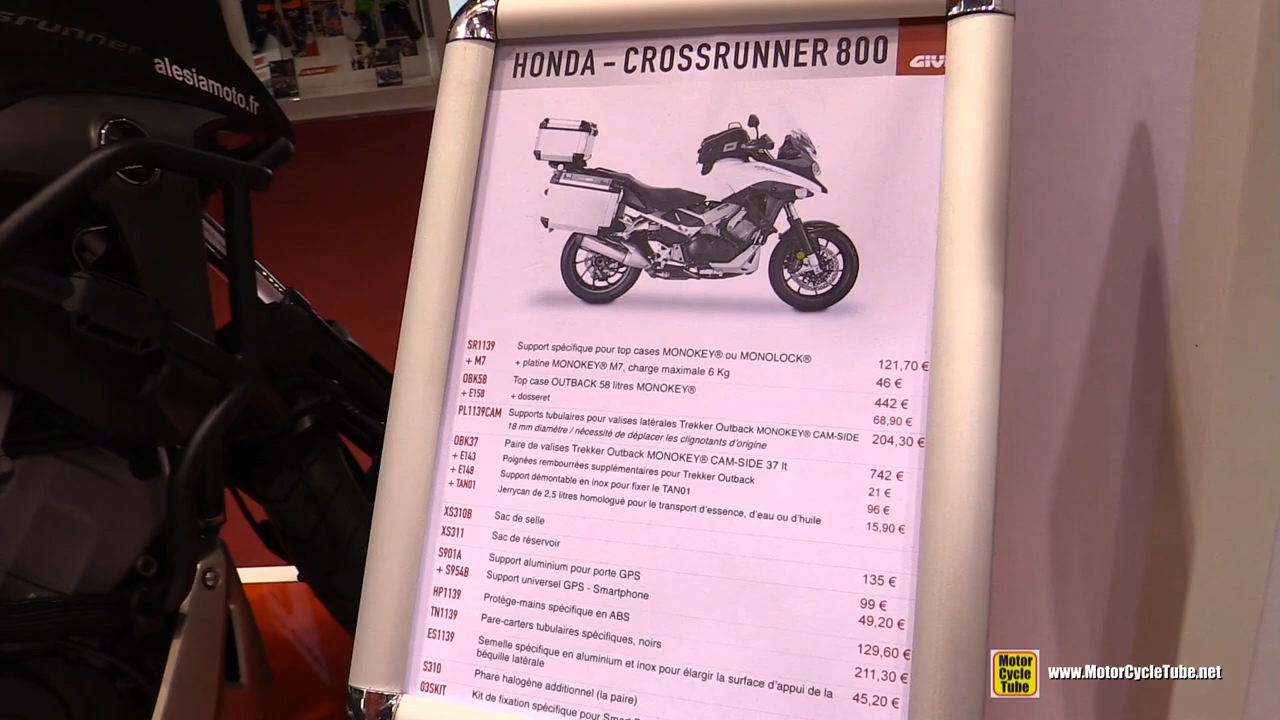 alesiamoto.fr
HONDA – CROSSRUNNER 800
GIVI
SR1139 Support spécifique pour top cases MONOKEY® ou MONOLOCK® 121,70 €
+ M7 + platine MONOKEY® M7, charge maximale 6 Kg 46 €
OBK58 Top case OUTBACK 58 litres MONOKEY® 442 €
+ E158 + dosseret 68,90 €
PL1139CAM Supports tubulaires pour valises latérales Trekker Outback MONOKEY® CAM-SIDE 204,30 €
18 mm diamètre / nécessité de déplacer les clignotants d'origine
OBK37 Paire de valises Trekker Outback MONOKEY® CAM-SIDE 37 lt 742 €
+ E143 Poignées rembourrées supplémentaires pour Trekker Outback 21 €
+ E148 Support démontable en inox pour fixer le TAN01 96 €
+ TAN01 Jerrycan de 2,5 litres homologué pour le transport d'essence, d'eau ou d'huile 15,90 €
XS310B Sac de selle 135 €
XS311 Sac de réservoir 99 €
S901A Support aluminium pour porte GPS 49,20 €
+ S954B Support universel GPS - Smartphone
HP1139 Protège-mains spécifique en ABS 129,60 €
TN1139 Pare-carters tubulaires spécifiques, noirs 211,30 €
ES1139 Semelle spécifique en aluminium et inox pour élargir la surface d'appui de la 45,20 €
béquille latérale
S310 Phare halogène additionnel (la paire)
03SKIT Kit de fixation spécifique pour
Motor
Cycle
Tube
www.MotorCycleTube.net